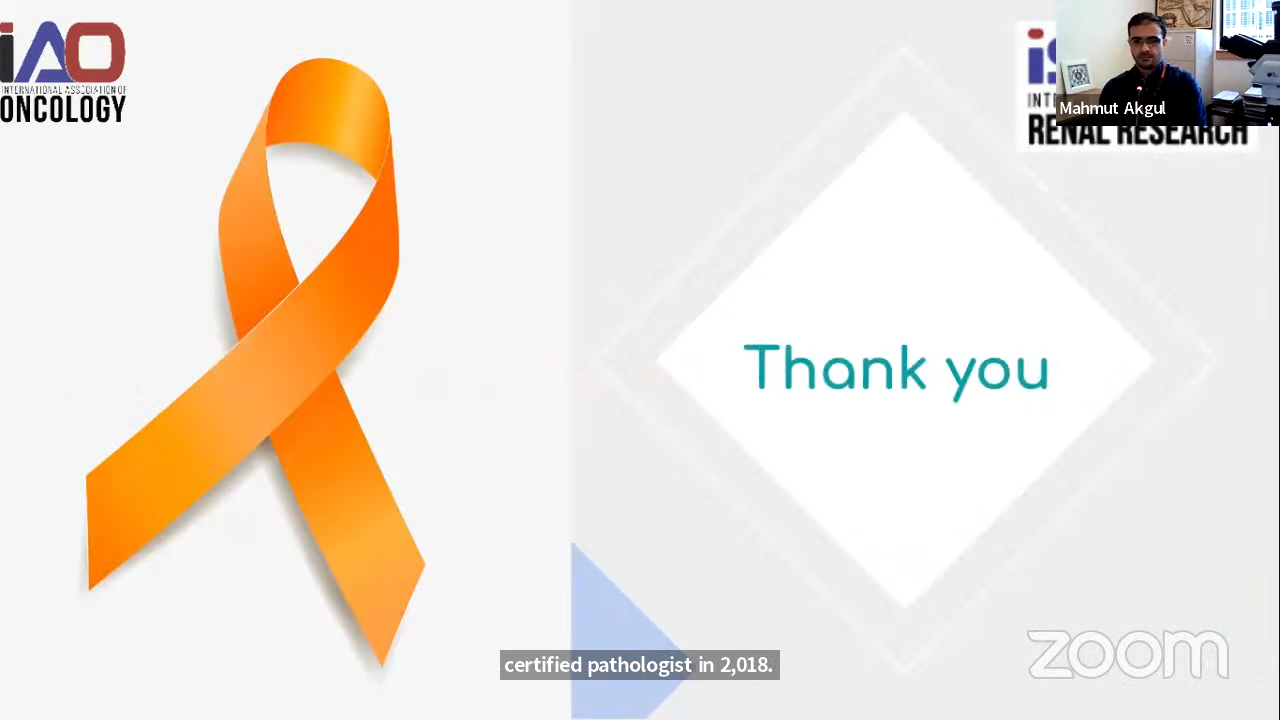 iAO
INTERNATIONAL ASSOCIATION OF
ONCOLOGY
Mahmut Akgul
RENAL RESEARCH
Thank you
certified pathologist in 2,018.
zoom